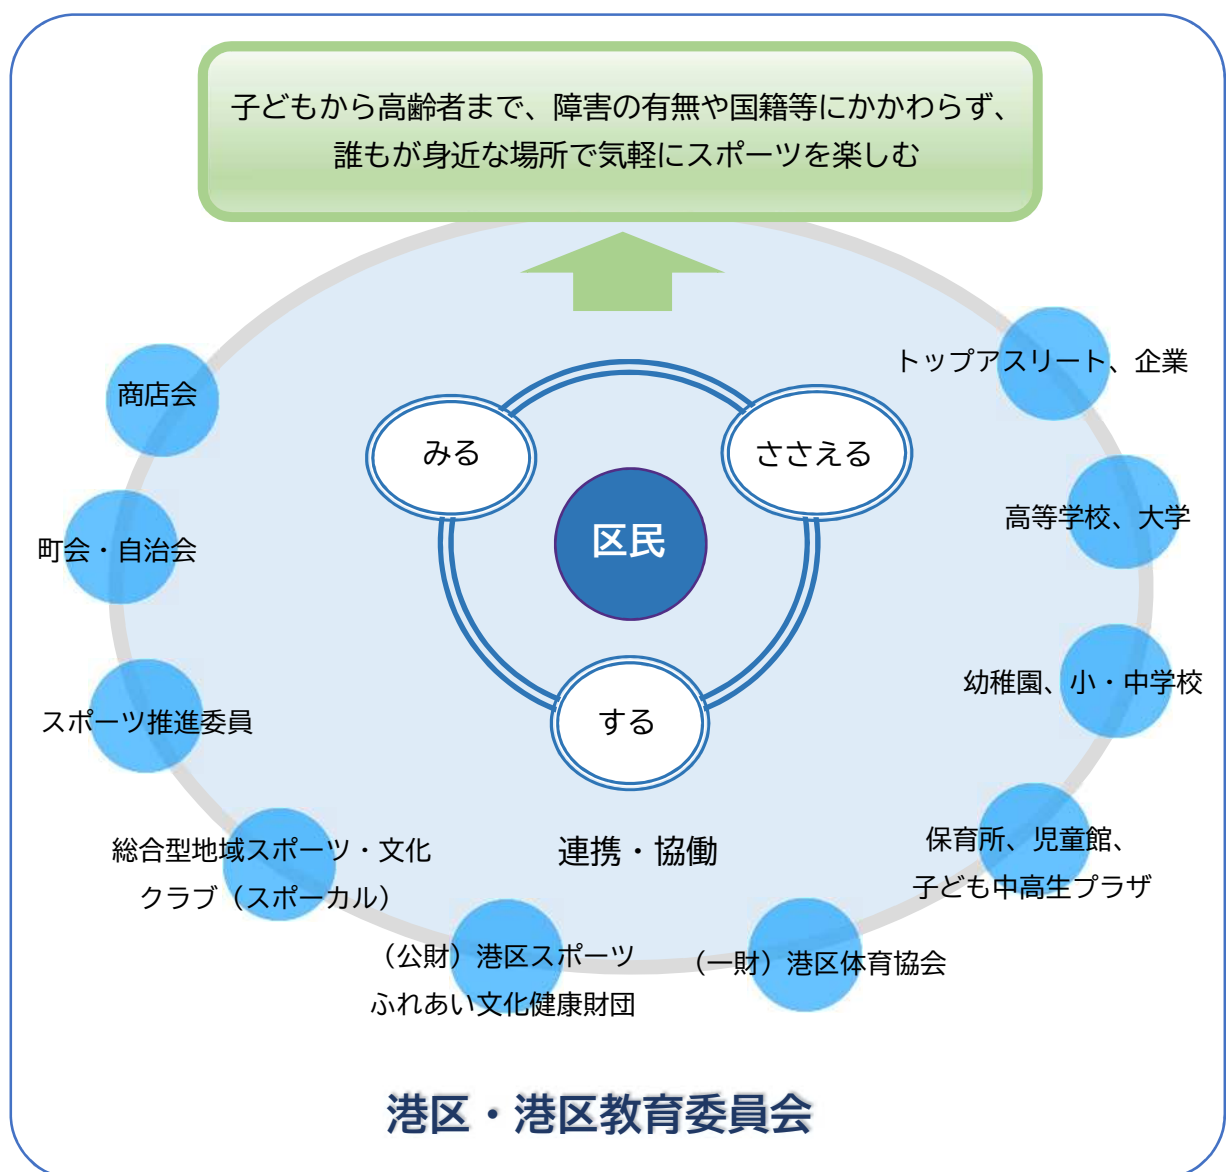 子どもから高齢者まで、障害の有無や国籍等にかかわらず、
誰もが身近な場所で気軽にスポーツを楽しむ
トップアスリート、企業
商店会
みる
ささえる
高等学校、大学
区民
町会・自治会
幼稚園、小・中学校
スポーツ推進委員
する
総合型地域スポーツ・文化
クラブ（スポーカル）
連携・協働
保育所、児童館、
子ども中高生プラザ
（公財）港区スポーツ
ふれあい文化健康財団
（一財）港区体育協会
港区・港区教育委員会